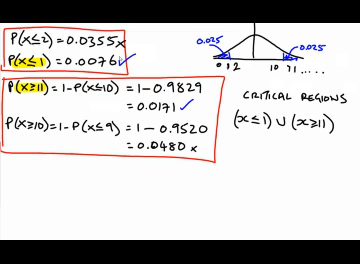 P(x≤2) = 0.0355 x
P(x≤1) = 0.0076 ✓
P(x≥11) = 1 - P(x≤10) = 1 - 0.9829
= 0.0171 ✓
P(x≥10) = 1 - P(x≤9) = 1 - 0.9520
= 0.0480 x
0.025
0.025
0 1 2 10 11 .....
CRITICAL REGIONS
(x≤1) ∪ (x≥11)